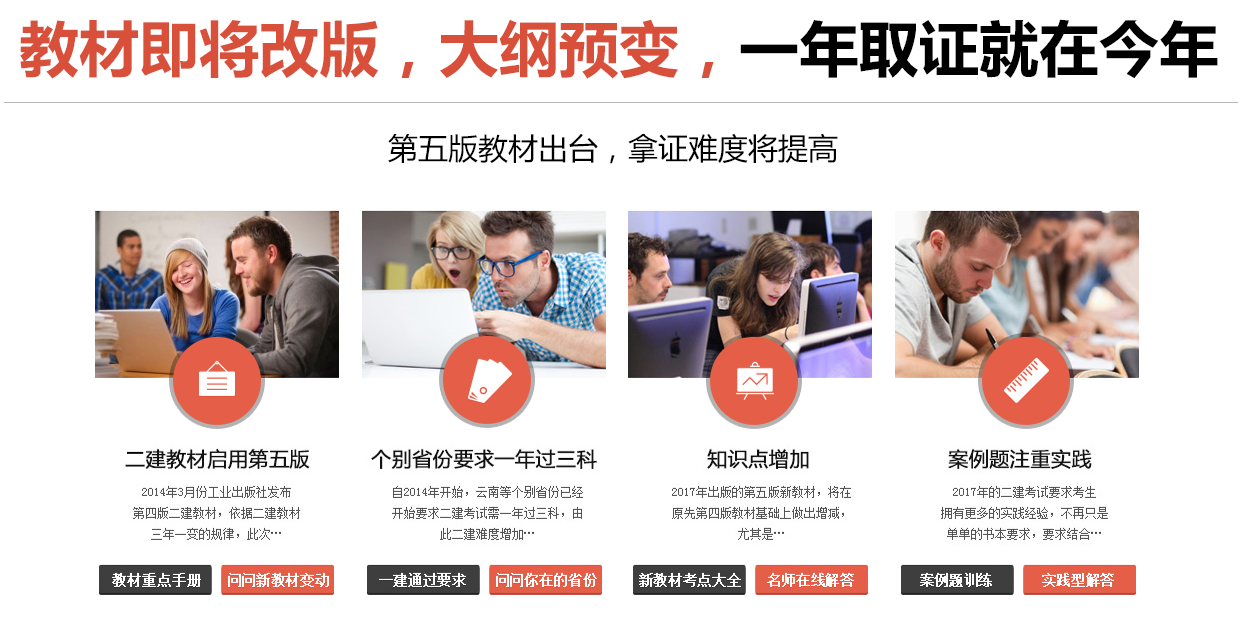 教材即将改版，大纲预变，一年取证就在今年
第五版教材出台，拿证难度将提高
二建教材启用第五版
2014年3月份工业出版社发布
第四版二建教材，依据二建教材
三年一变的规律，此次…
教材重点手册 问问新教材变动
个别省份要求一年过三科
自2014年开始，云南等个别省份已经
开始要求二建考试需一年过三科，由
此二建难度增加…
一建通过要求 问问你在的省份
知识点增加
2017年出版的第五版新教材，将在
原先第四版教材基础上做出增减，
尤其是…
新教材考点大全 名师在线解答
案例题注重实践
2017年的二建考试要求考生
拥有更多的实践经验，不再只是
单单的书本要求，要求结合…
案例题训练 实践型解答